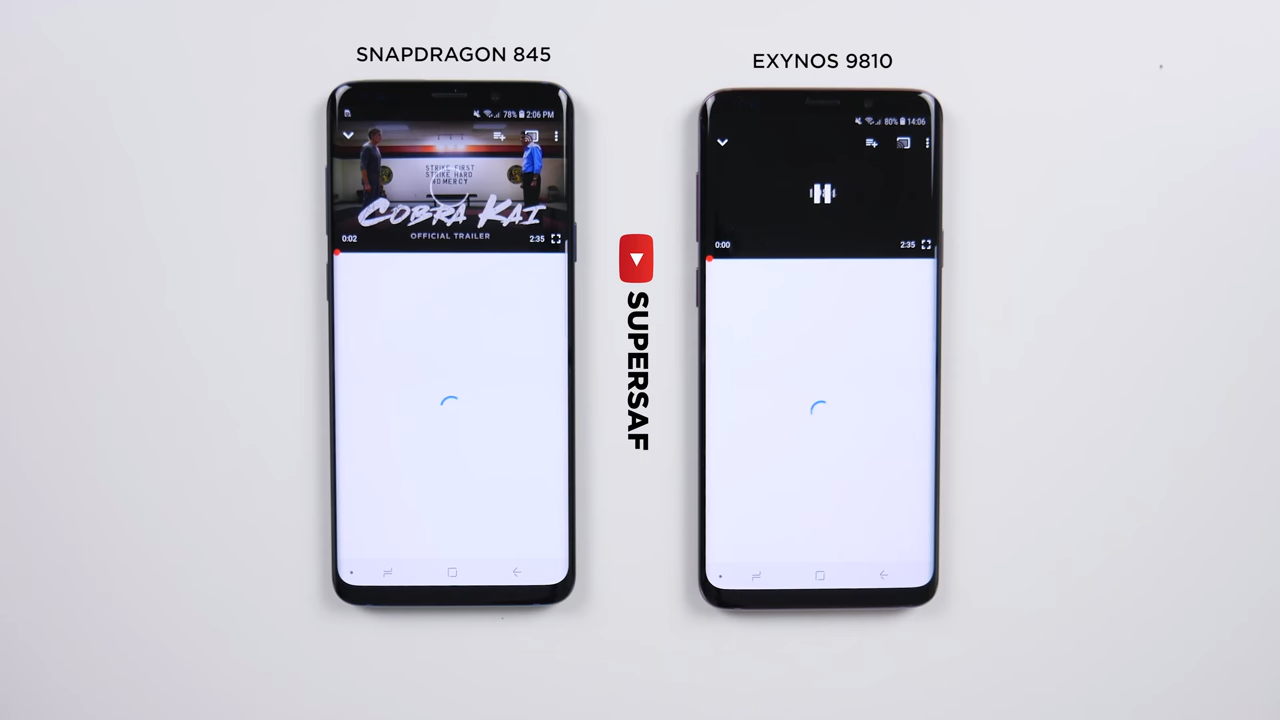 SNAPDRAGON 845
EXYNOS 9810
78% 2:06 PM
80% 14:06
STRIKE FIRST
STRIKE HARD
NO MERCY
COBRA KAI
OFFICIAL TRAILER
0:02
2:35
0:00
2:35
SUPERSAF